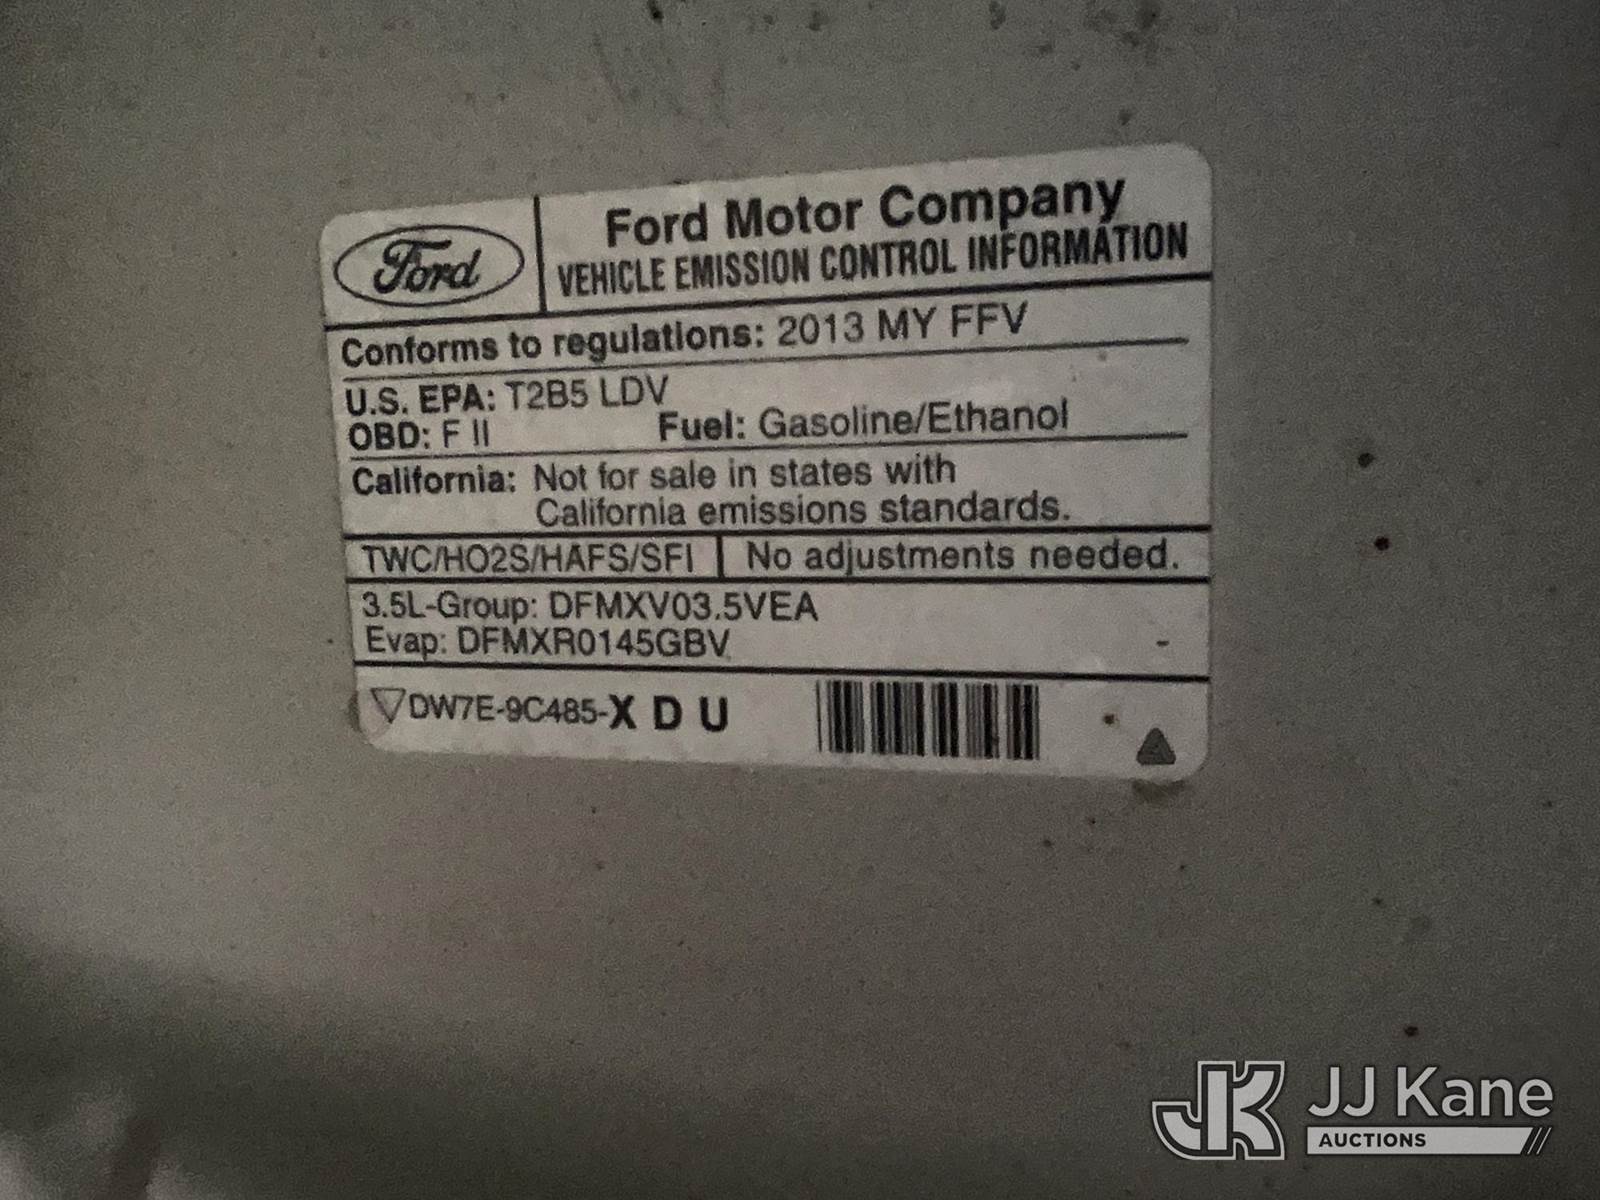 Ford
Ford Motor Company
VEHICLE EMISSION CONTROL INFORMATION
Conforms to regulations: 2013 MY FFV
U.S. EPA: T2B5 LDV
OBD: F II Fuel: Gasoline/Ethanol
California: Not for sale in states with
California emissions standards.
TWC/HO2S/HAFS/SFI No adjustments needed.
3.5L-Group: DFMXV03.5VEA
Evap: DFMXR0145GBV -
DW7E-9C485-X D U
JK JJ Kane
AUCTIONS